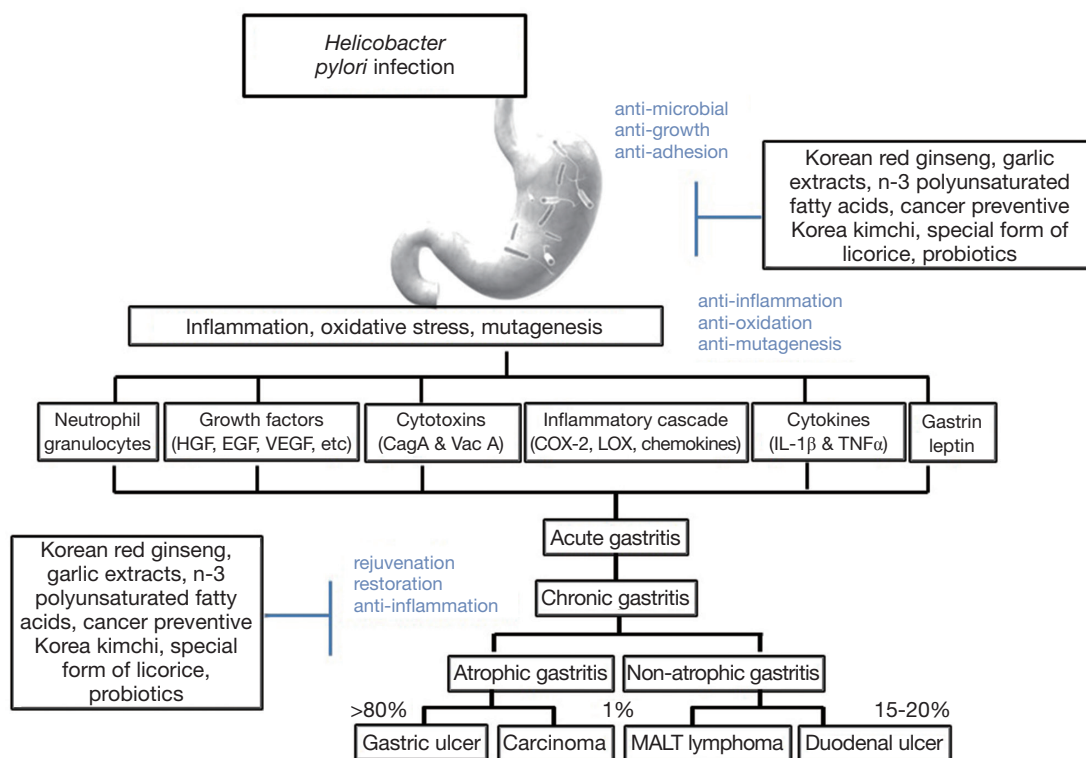 Helicobacter
pylori infection
anti-microbial
anti-growth
anti-adhesion
Korean red ginseng, garlic
extracts, n-3 polyunsaturated
fatty acids, cancer preventive
Korea kimchi, special form of
licorice, probiotics
Inflammation, oxidative stress, mutagenesis
anti-inflammation
anti-oxidation
anti-mutagenesis
Neutrophil
granulocytes
Growth factors
(HGF, EGF, VEGF, etc)
Cytotoxins
(CagA & Vac A)
Inflammatory cascade
(COX-2, LOX, chemokines)
Cytokines
(IL-1β & TNFα)
Gastrin
leptin
Acute gastritis
Korean red ginseng,
garlic extracts, n-3
polyunsaturated fatty
acids, cancer preventive
Korea kimchi, special
form of licorice,
probiotics
rejuvenation
restoration
anti-inflammation
Chronic gastritis
Atrophic gastritis
Non-atrophic gastritis
>80%
1%
15-20%
Gastric ulcer
Carcinoma
MALT lymphoma
Duodenal ulcer